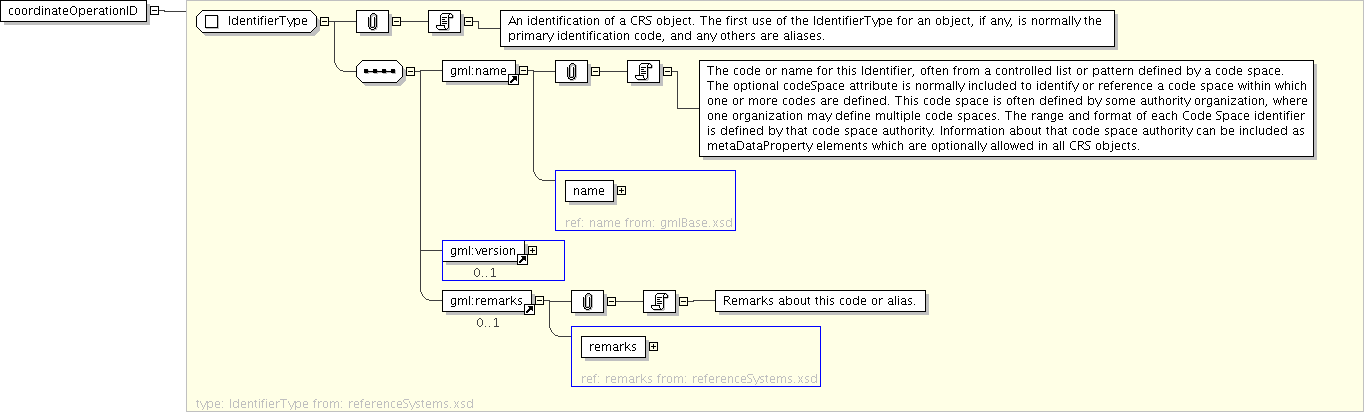 coordinateOperationID
IdentifierType
An identification of a CRS object. The first use of the IdentifierType for an object, if any, is normally the
primary identification code, and any others are aliases.
gml:name
The code or name for this Identifier, often from a controlled list or pattern defined by a code space.
The optional codeSpace attribute is normally included to identify or reference a code space within which
one or more codes are defined. This code space is often defined by some authority organization, where
one organization may define multiple code spaces. The range and format of each Code Space identifier
is defined by that code space authority. Information about that code space authority can be included as
metaDataProperty elements which are optionally allowed in all CRS objects.
name
ref: name from: gmlBase.xsd
gml:version
0..1
gml:remarks
0..1
Remarks about this code or alias.
remarks
ref: remarks from: referenceSystems.xsd
type: IdentifierType from: referenceSystems.xsd